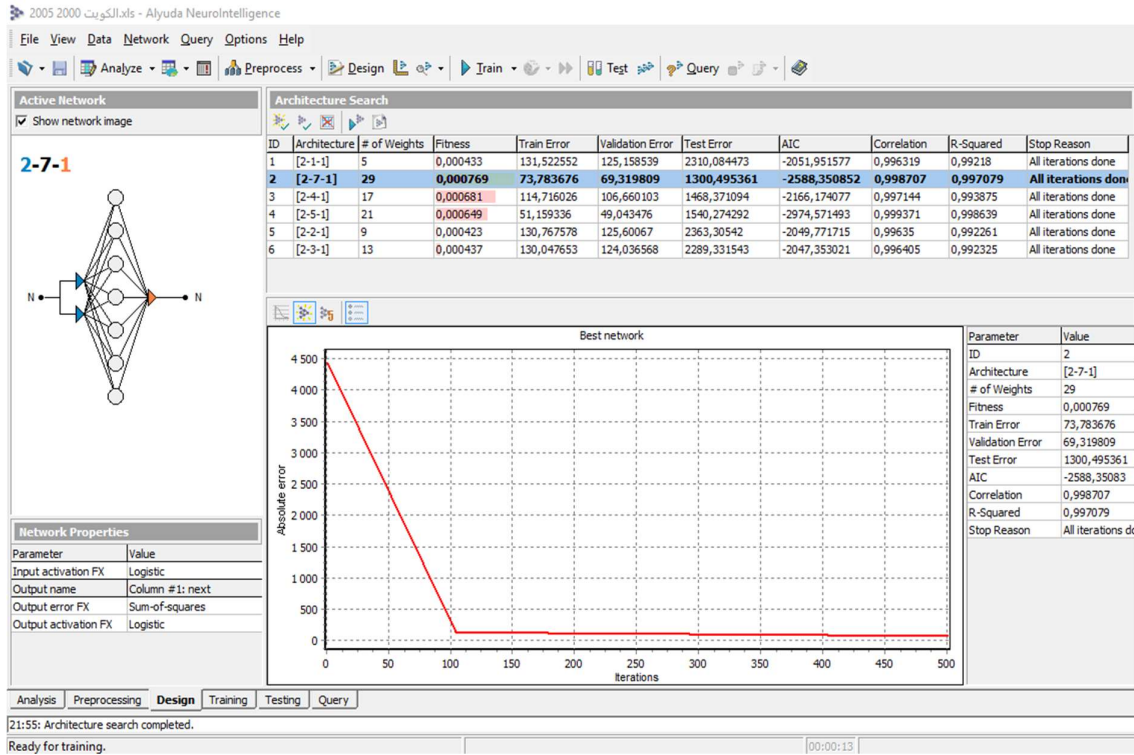 2005 2000 الكويت.xls - Alyuda NeuroIntelligence
File View Data Network Query Options Help
Analyze Preprocess Design Train Test Query
Active Network
Show network image
2-7-1
N N
Architecture Search
ID Architecture # of Weights Fitness Train Error Validation Error Test Error AIC Correlation R-Squared Stop Reason
1 [2-1-1] 5 0,000433 131,522552 125,158539 2310,084473 -2051,951577 0,996319 0,99218 All iterations done
2 [2-7-1] 29 0,000769 73,783676 69,319809 1300,495361 -2588,350852 0,998707 0,997079 All iterations don
3 [2-4-1] 17 0,000681 114,716026 106,660103 1468,371094 -2166,174077 0,997144 0,993875 All iterations done
4 [2-5-1] 21 0,000649 51,159336 49,043476 1540,274292 -2974,571493 0,999371 0,998639 All iterations done
5 [2-2-1] 9 0,000423 130,767578 125,60067 2363,30542 -2049,771715 0,99635 0,992261 All iterations done
6 [2-3-1] 13 0,000437 130,047653 124,036568 2289,331543 -2047,353021 0,996405 0,992325 All iterations done
5
Best network
Absolute error
4 500
4 000
3 500
3 000
2 500
2 000
1 500
1 000
500
0
0 50 100 150 200 250 300 350 400 450 500
Iterations
Parameter Value
ID 2
Architecture [2-7-1]
# of Weights 29
Fitness 0,000769
Train Error 73,783676
Validation Error 69,319809
Test Error 1300,495361
AIC -2588,35083
Correlation 0,998707
R-Squared 0,997079
Stop Reason All iterations do
Network Properties
Parameter Value
Input activation FX Logistic
Output name Column #1: next
Output error FX Sum-of-squares
Output activation FX Logistic
Analysis Preprocessing Design Training Testing Query
21:55: Architecture search completed.
Ready for training. 00:00:13